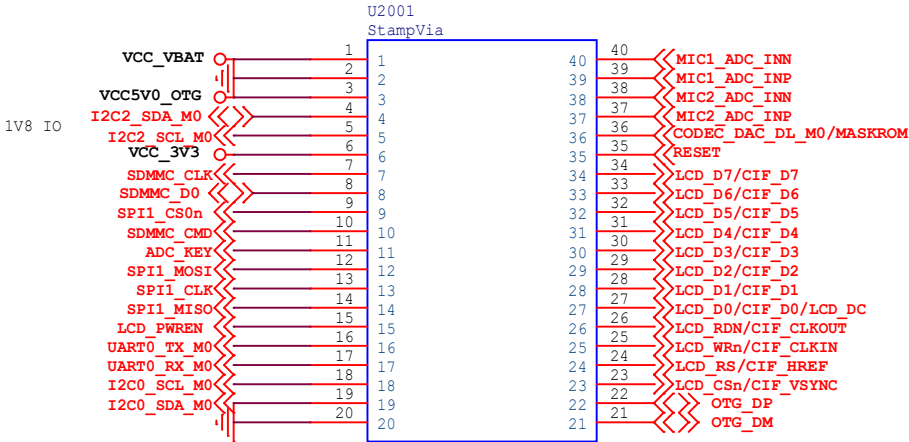 U2001
StampVia
VCC_VBAT 1 1 40 40 MIC1_ADC_INN
2 2 39 39 MIC1_ADC_INP
VCC5V0_OTG 3 3 38 38 MIC2_ADC_INN
I2C2_SDA_M0 4 4 37 37 MIC2_ADC_INP
1V8 IO
I2C2_SCL_M0 5 5 36 36 CODEC_DAC_DL_M0/MASKROM
VCC_3V3 6 6 35 35 RESET
SDMMC_CLK 7 7 34 34 LCD_D7/CIF_D7
SDMMC_D0 8 8 33 33 LCD_D6/CIF_D6
SPI1_CS0n 9 9 32 32 LCD_D5/CIF_D5
SDMMC_CMD 10 10 31 31 LCD_D4/CIF_D4
ADC_KEY 11 11 30 30 LCD_D3/CIF_D3
SPI1_MOSI 12 12 29 29 LCD_D2/CIF_D2
SPI1_CLK 13 13 28 28 LCD_D1/CIF_D1
SPI1_MISO 14 14 27 27 LCD_D0/CIF_D0/LCD_DC
LCD_PWREN 15 15 26 26 LCD_RDN/CIF_CLKOUT
UART0_TX_M0 16 16 25 25 LCD_WRn/CIF_CLKIN
UART0_RX_M0 17 17 24 24 LCD_RS/CIF_HREF
I2C0_SCL_M0 18 18 23 23 LCD_CSn/CIF_VSYNC
I2C0_SDA_M0 19 19 22 22 OTG_DP
20 20 21 21 OTG_DM